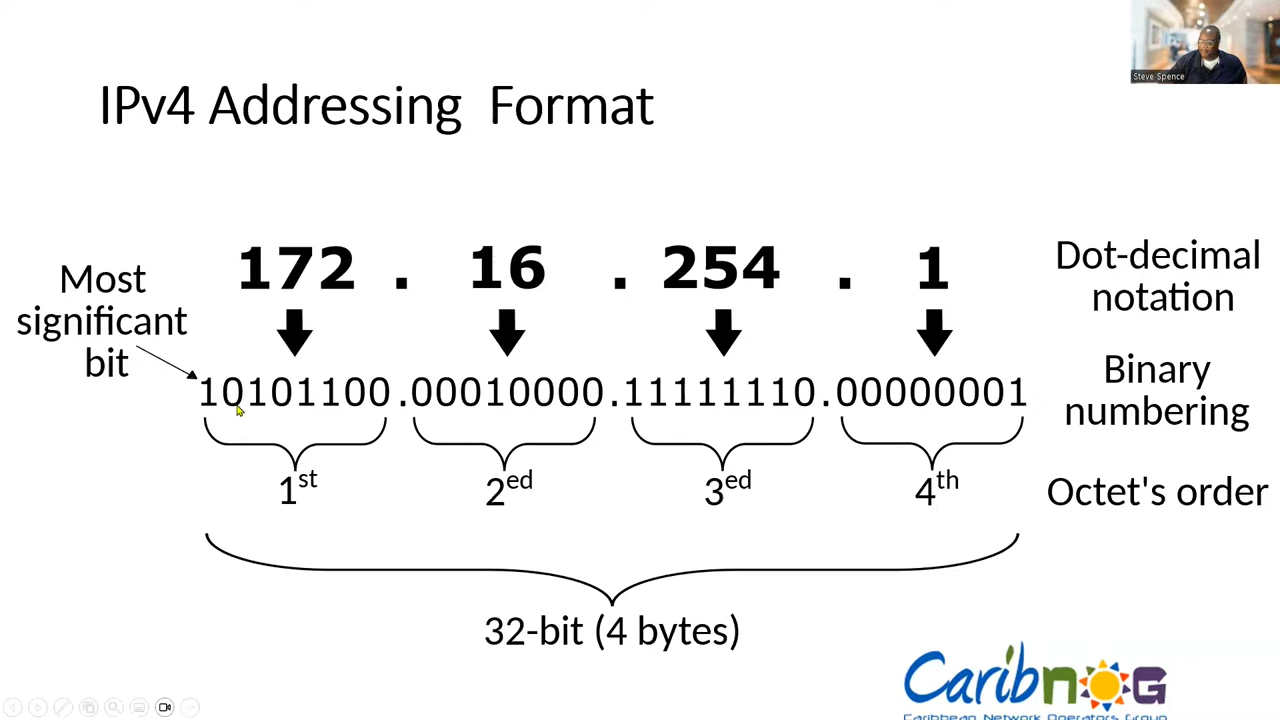 Steve Spence
IPv4 Addressing Format
172 . 16 . 254 . 1
Dot-decimal
notation
Most
significant
bit
10101100.00010000.11111110.00000001
Binary
numbering
1st 2ed 3ed 4th
Octet's order
32-bit (4 bytes)
CaribNOG
Caribbean Network Operators Group